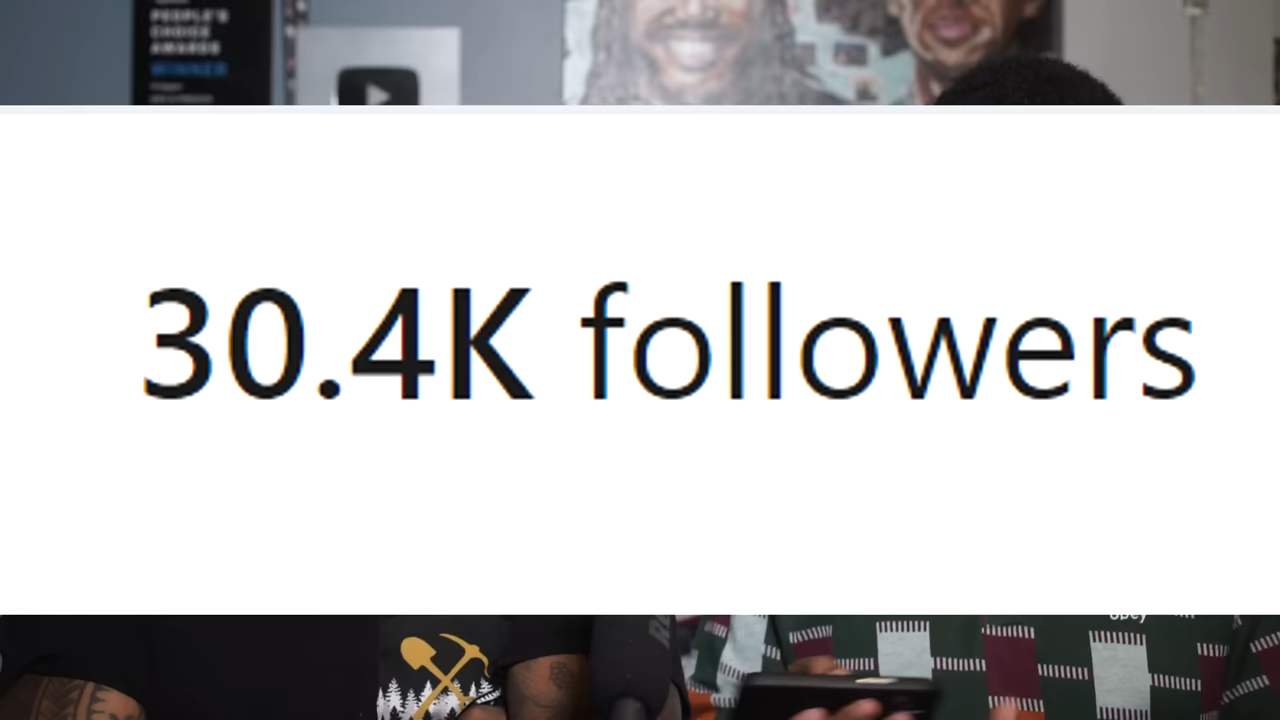 PEOPLE'S
CHOICE
AWARDS
WINNER
30.4K followers
obey